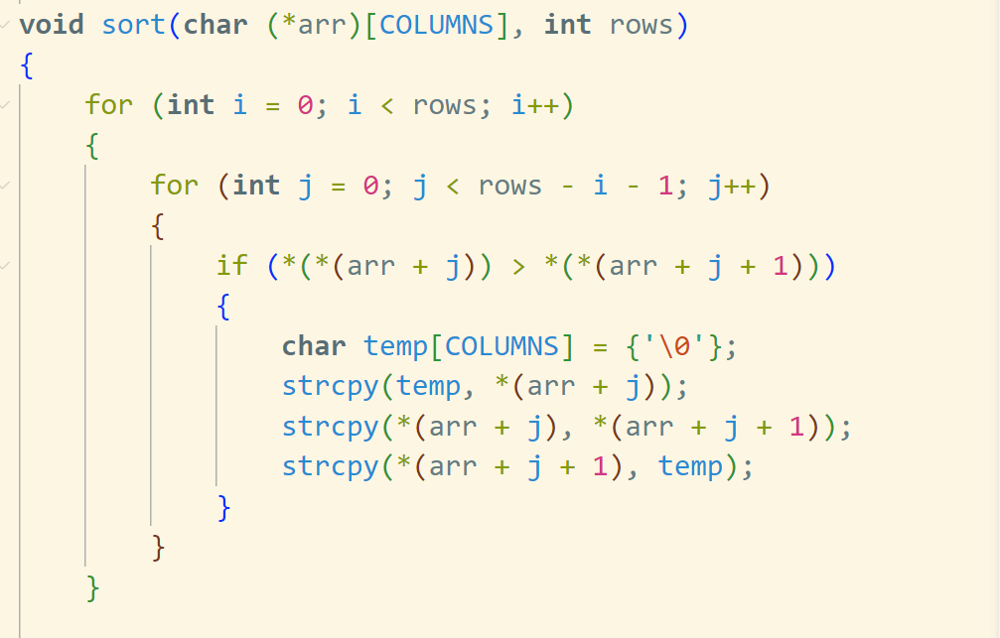 void sort(char (*arr)[COLUMNS], int rows)
{
    for (int i = 0; i < rows; i++)
    {
        for (int j = 0; j < rows - i - 1; j++)
        {
            if (*(*(arr + j)) > *(*(arr + j + 1)))
            {
                char temp[COLUMNS] = {'\0'};
                strcpy(temp, *(arr + j));
                strcpy(*(arr + j), *(arr + j + 1));
                strcpy(*(arr + j + 1), temp);
            }
        }
    }